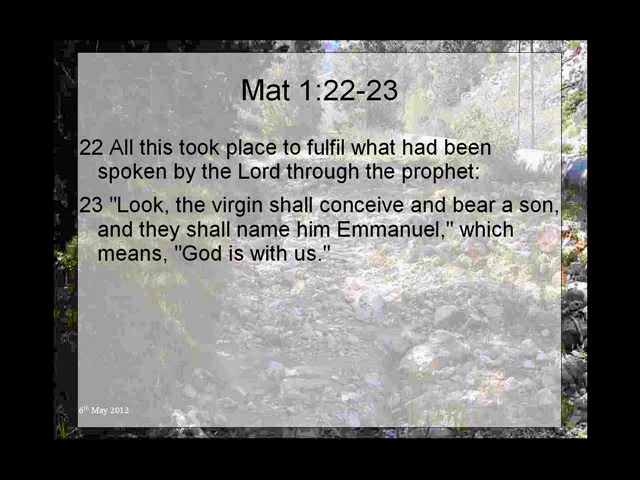 Mat 1:22-23
22 All this took place to fulfil what had been
spoken by the Lord through the prophet:
23 "Look, the virgin shall conceive and bear a son,
and they shall name him Emmanuel," which
means, "God is with us."
6th May 2012